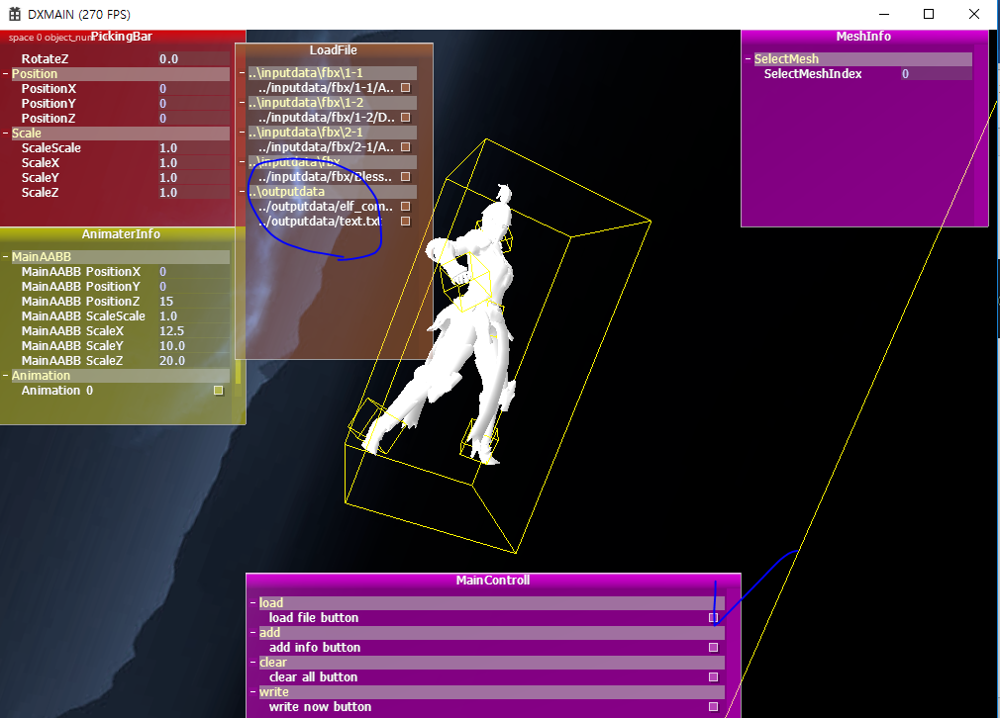 DXMAIN (270 FPS)
space 0 object_num
PickingBar
RotateZ 0.0
Position
PositionX 0
PositionY 0
PositionZ 0
Scale
ScaleScale 1.0
ScaleX 1.0
ScaleY 1.0
ScaleZ 1.0
AnimaterInfo
MainAABB
MainAABB PositionX 0
MainAABB PositionY 0
MainAABB PositionZ 15
MainAABB ScaleScale 1.0
MainAABB ScaleX 12.5
MainAABB ScaleY 10.0
MainAABB ScaleZ 20.0
Animation
Animation 0
LoadFile
..\inputdata\fbx\1-1
../inputdata/fbx/1-1/A..
..\inputdata\fbx\1-2
../inputdata/fbx/1-2/D..
..\inputdata\fbx\2-1
../inputdata/fbx/2-1/A..
..\inputdata\fbx
../inputdata/fbx/Bless..
..\outputdata
../outputdata/elf_com..
../outputdata/text.txt
MeshInfo
SelectMesh
SelectMeshIndex 0
MainControll
load
load file button
add
add info button
clear
clear all button
write
write now button